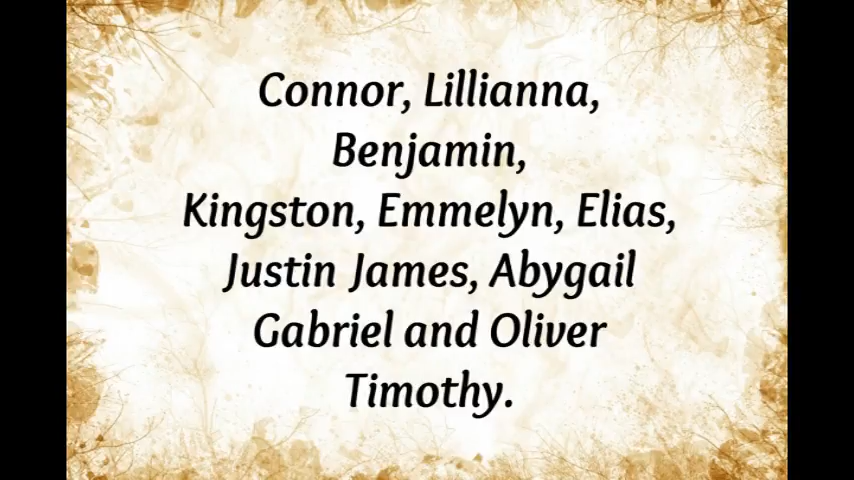 Connor, Lillianna,
Benjamin,
Kingston, Emmelyn, Elias,
Justin James, Abygail
Gabriel and Oliver
Timothy.